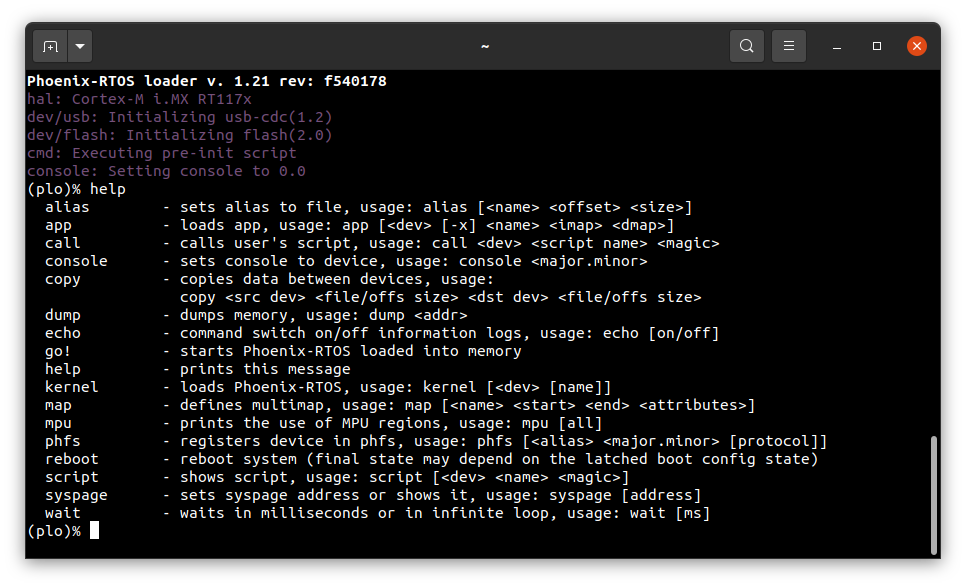 ~
Phoenix-RTOS loader v. 1.21 rev: f540178
hal: Cortex-M i.MX RT117x
dev/usb: Initializing usb-cdc(1.2)
dev/flash: Initializing flash(2.0)
cmd: Executing pre-init script
console: Setting console to 0.0
(plo)% help
  alias        - sets alias to file, usage: alias [<name> <offset> <size>]
  app          - loads app, usage: app [<dev> [-x] <name> <imap> <dmap>]
  call         - calls user's script, usage: call <dev> <script name> <magic>
  console      - sets console to device, usage: console <major.minor>
  copy         - copies data between devices, usage:
                 copy <src dev> <file/offs size> <dst dev> <file/offs size>
  dump         - dumps memory, usage: dump <addr>
  echo         - command switch on/off information logs, usage: echo [on/off]
  go!          - starts Phoenix-RTOS loaded into memory
  help         - prints this message
  kernel       - loads Phoenix-RTOS, usage: kernel [<dev> [name]]
  map          - defines multimap, usage: map [<name> <start> <end> <attributes>]
  mpu          - prints the use of MPU regions, usage: mpu [all]
  phfs         - registers device in phfs, usage: phfs [<alias> <major.minor> [protocol]]
  reboot       - reboot system (final state may depend on the latched boot config state)
  script       - shows script, usage: script [<dev> <name> <magic>]
  syspage      - sets syspage address or shows it, usage: syspage [address]
  wait         - waits in milliseconds or in infinite loop, usage: wait [ms]
(plo)%